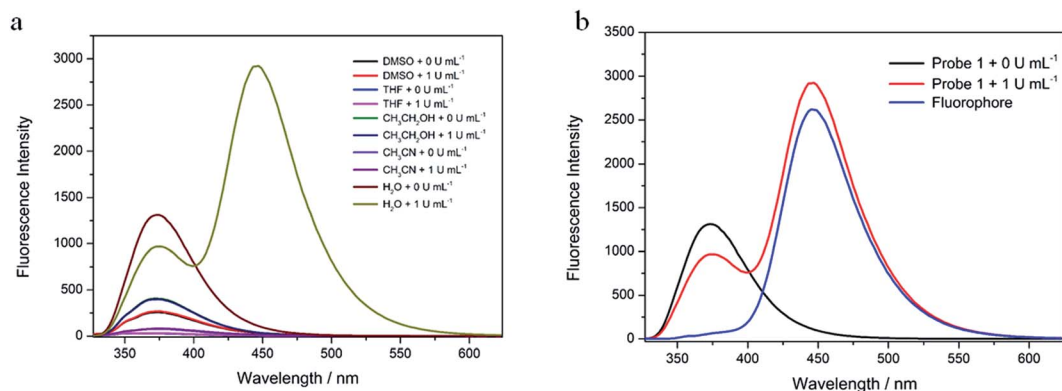 a
Fluorescence Intensity
3000
2500
2000
1500
1000
500
250
0
350
400
450
500
550
600
Wavelength / nm
DMSO + 0 U mL⁻¹
DMSO + 1 U mL⁻¹
THF + 0 U mL⁻¹
THF + 1 U mL⁻¹
CH₃CH₂OH + 0 U mL⁻¹
CH₃CH₂OH + 1 U mL⁻¹
CH₃CN + 0 U mL⁻¹
CH₃CN + 1 U mL⁻¹
H₂O + 0 U mL⁻¹
H₂O + 1 U mL⁻¹
b
Fluorescence Intensity
3500
3000
2500
2000
1500
1000
500
0
350
400
450
500
550
600
Wavelength / nm
Probe 1 + 0 U mL⁻¹
Probe 1 + 1 U mL⁻¹
Fluorophore